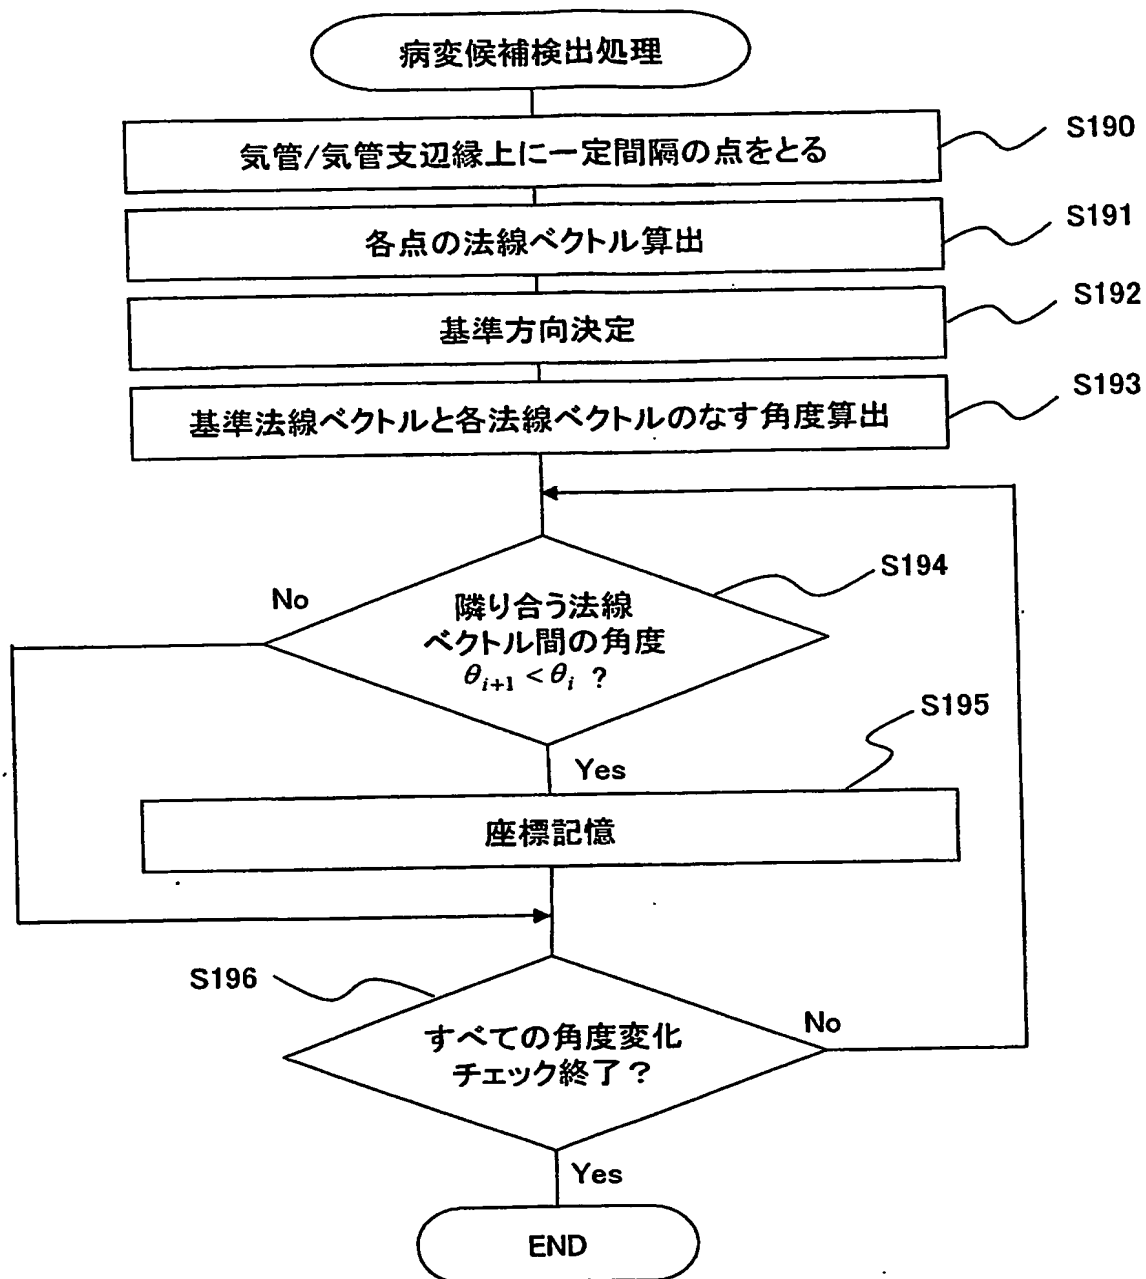 病変候補検出処理
気管/気管支辺縁上に一定間隔の点をとる
S190
各点の法線ベクトル算出
S191
基準方向決定
S192
基準法線ベクトルと各法線ベクトルのなす角度算出
S193
隣り合う法線
ベクトル間の角度
θi+1 < θi ?
S194
No
Yes
S195
座標記憶
S196
すべての角度変化
チェック終了?
No
Yes
END